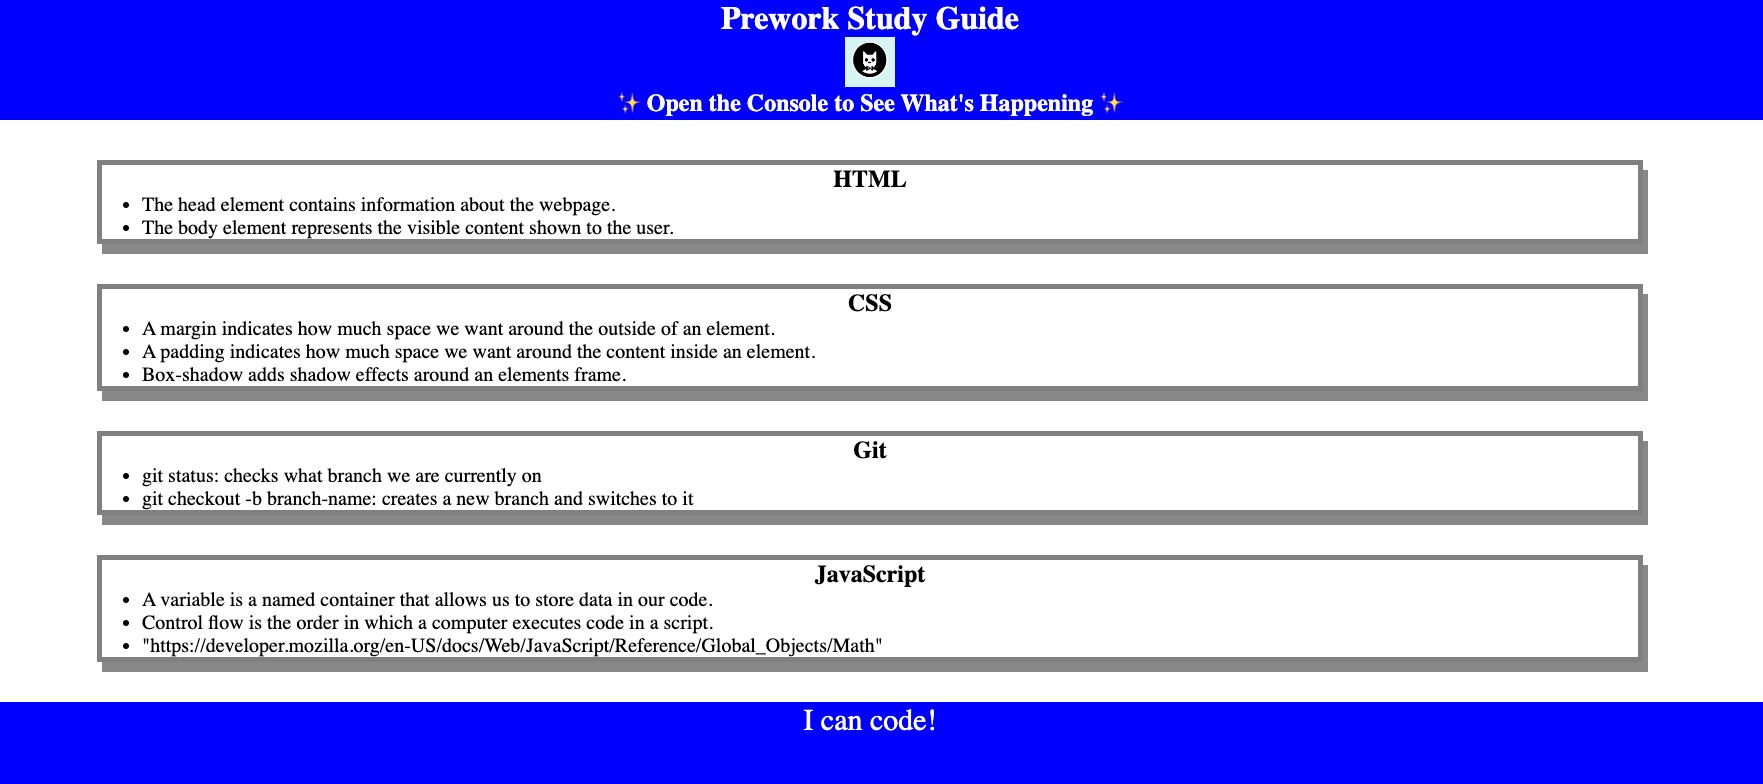 Prework Study Guide
✨ Open the Console to See What's Happening ✨
HTML
• The head element contains information about the webpage.
• The body element represents the visible content shown to the user.
CSS
• A margin indicates how much space we want around the outside of an element.
• A padding indicates how much space we want around the content inside an element.
• Box-shadow adds shadow effects around an elements frame.
Git
• git status: checks what branch we are currently on
• git checkout -b branch-name: creates a new branch and switches to it
JavaScript
• A variable is a named container that allows us to store data in our code.
• Control flow is the order in which a computer executes code in a script.
• "https://developer.mozilla.org/en-US/docs/Web/JavaScript/Reference/Global_Objects/Math"
I can code!